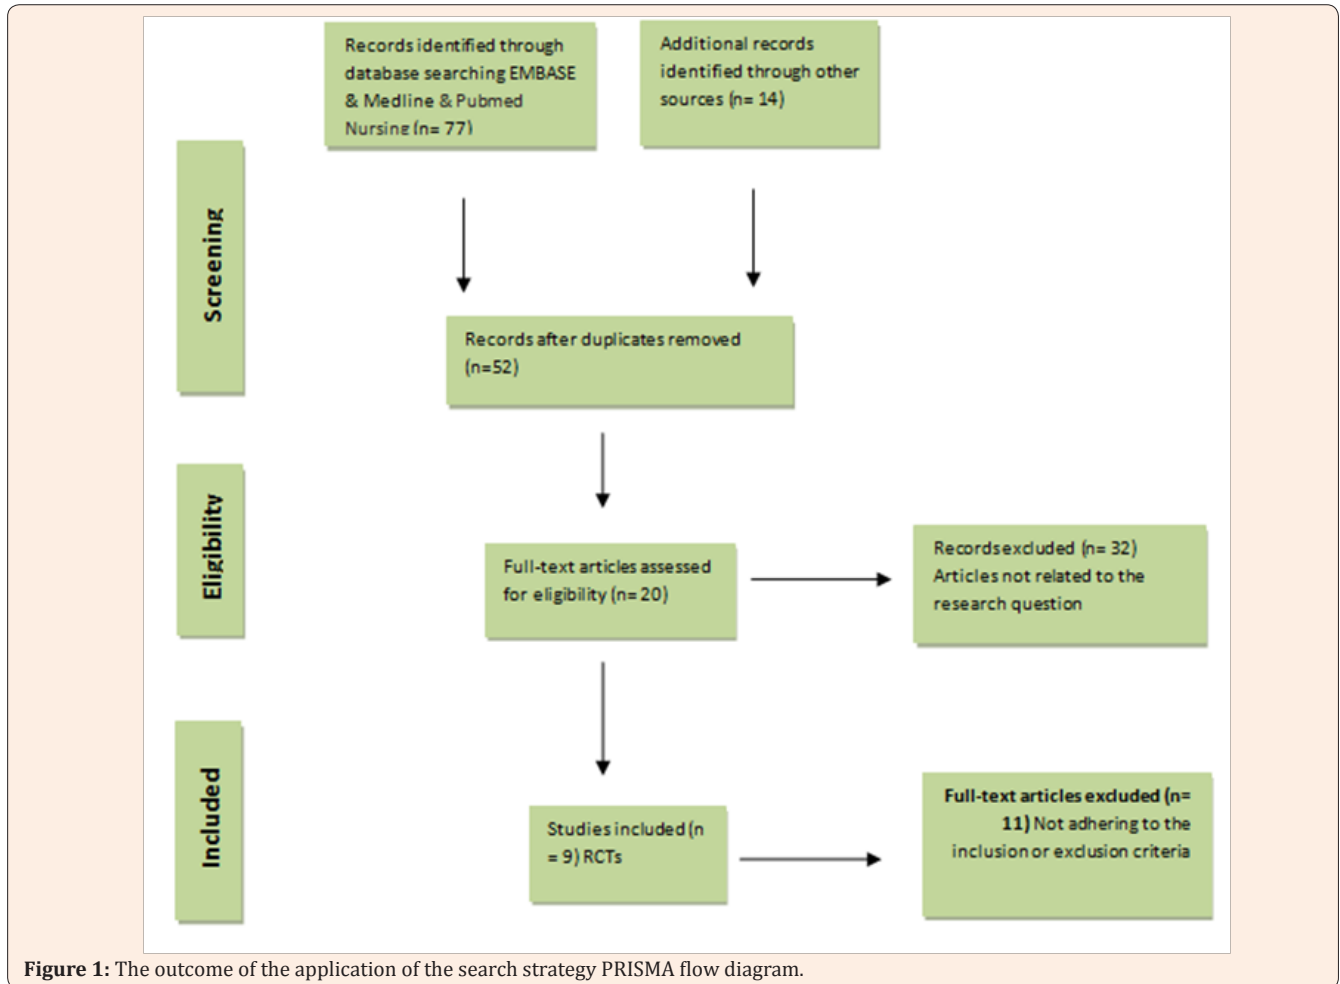 Records identified through
database searching EMBASE
& Medline & Pubmed
Nursing (n= 77)
Additional records
identified through other
sources (n= 14)
Screening
Records after duplicates removed
(n=52)
Eligibility
Full-text articles assessed
for eligibility (n= 20)
Records excluded (n= 32)
Articles not related to the
research question
Included
Studies included (n
= 9) RCTs
Full-text articles excluded (n=
11) Not adhering to the
inclusion or exclusion criteria
Figure 1: The outcome of the application of the search strategy PRISMA flow diagram.